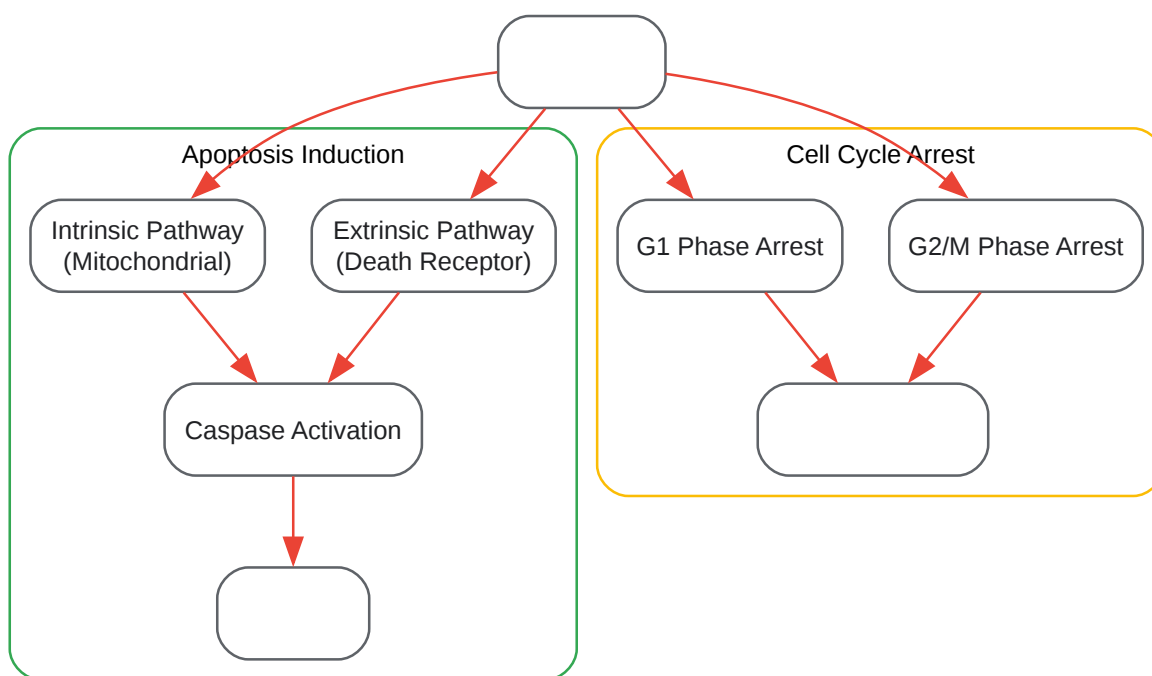 Apoptosis Induction
Cell Cycle Arrest
Intrinsic Pathway
(Mitochondrial)
Extrinsic Pathway
(Death Receptor)
G1 Phase Arrest
G2/M Phase Arrest
Caspase Activation